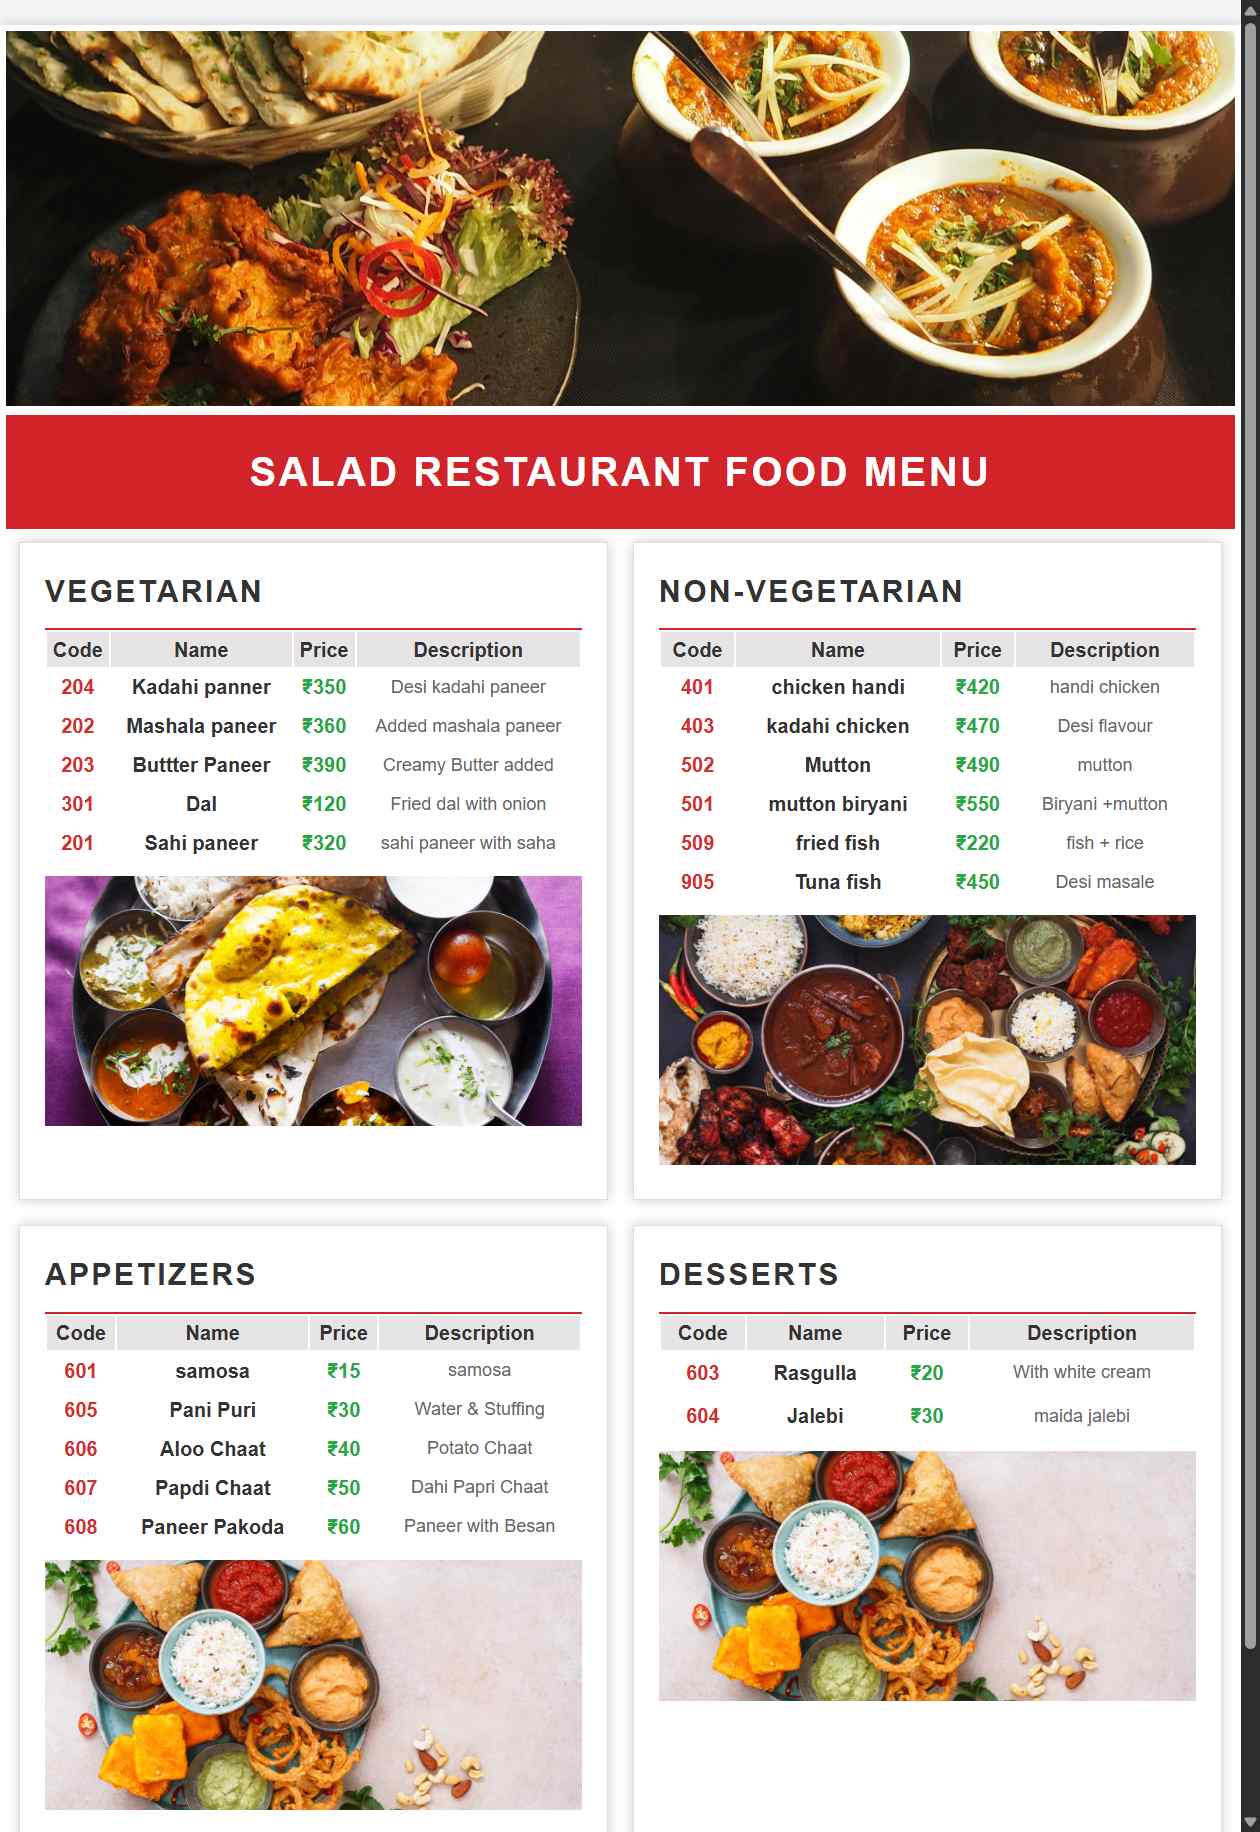 SALAD RESTAURANT FOOD MENU
VEGETARIAN
Code Name Price Description
204 Kadahi panner ₹350 Desi kadahi paneer
202 Mashala paneer ₹360 Added mashala paneer
203 Buttter Paneer ₹390 Creamy Butter added
301 Dal ₹120 Fried dal with onion
201 Sahi paneer ₹320 sahi paneer with saha
NON-VEGETARIAN
Code Name Price Description
401 chicken handi ₹420 handi chicken
403 kadahi chicken ₹470 Desi flavour
502 Mutton ₹490 mutton
501 mutton biryani ₹550 Biryani +mutton
509 fried fish ₹220 fish + rice
905 Tuna fish ₹450 Desi masale
APPETIZERS
Code Name Price Description
601 samosa ₹15 samosa
605 Pani Puri ₹30 Water & Stuffing
606 Aloo Chaat ₹40 Potato Chaat
607 Papdi Chaat ₹50 Dahi Papri Chaat
608 Paneer Pakoda ₹60 Paneer with Besan
DESSERTS
Code Name Price Description
603 Rasgulla ₹20 With white cream
604 Jalebi ₹30 maida jalebi